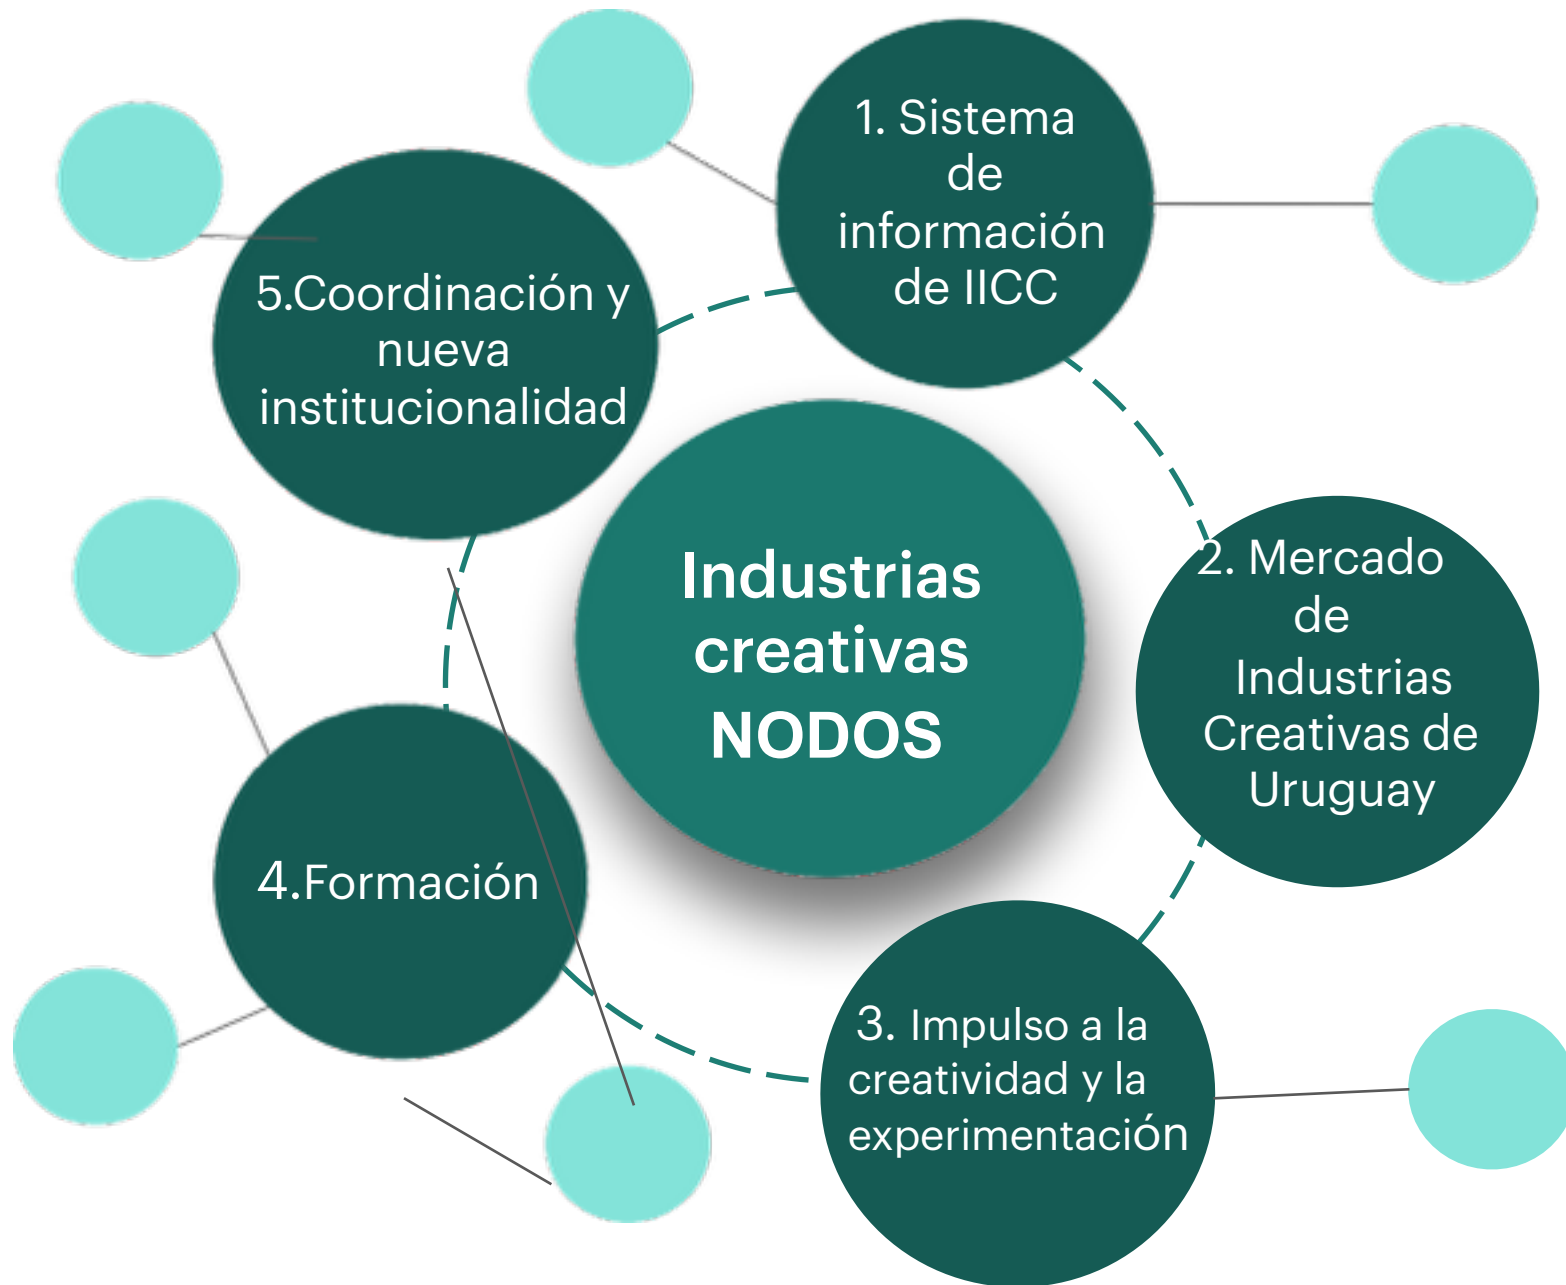 1. Sistema
de
información
de IICC
5.Coordinación y
nueva
institucionalidad
Industrias
creativas
NODOS
2. Mercado
de
Industrias
Creativas de
Uruguay
4.Formación
3. Impulso a la
creatividad y la
experimentación